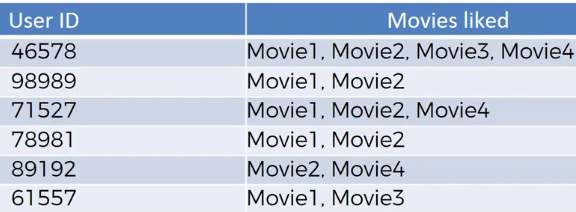 User ID Movies liked
46578 Movie1, Movie2, Movie3, Movie4
98989 Movie1, Movie2
71527 Movie1, Movie2, Movie4
78981 Movie1, Movie2
89192 Movie2, Movie4
61557 Movie1, Movie3